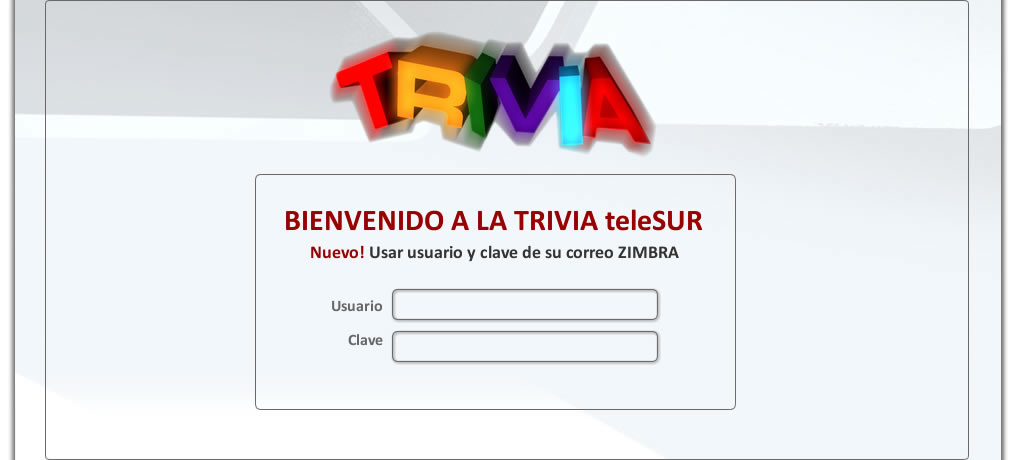 TRIVIA
BIENVENIDO A LA TRIVIA teleSUR
Nuevo! Usar usuario y clave de su correo ZIMBRA
Usuario
Clave